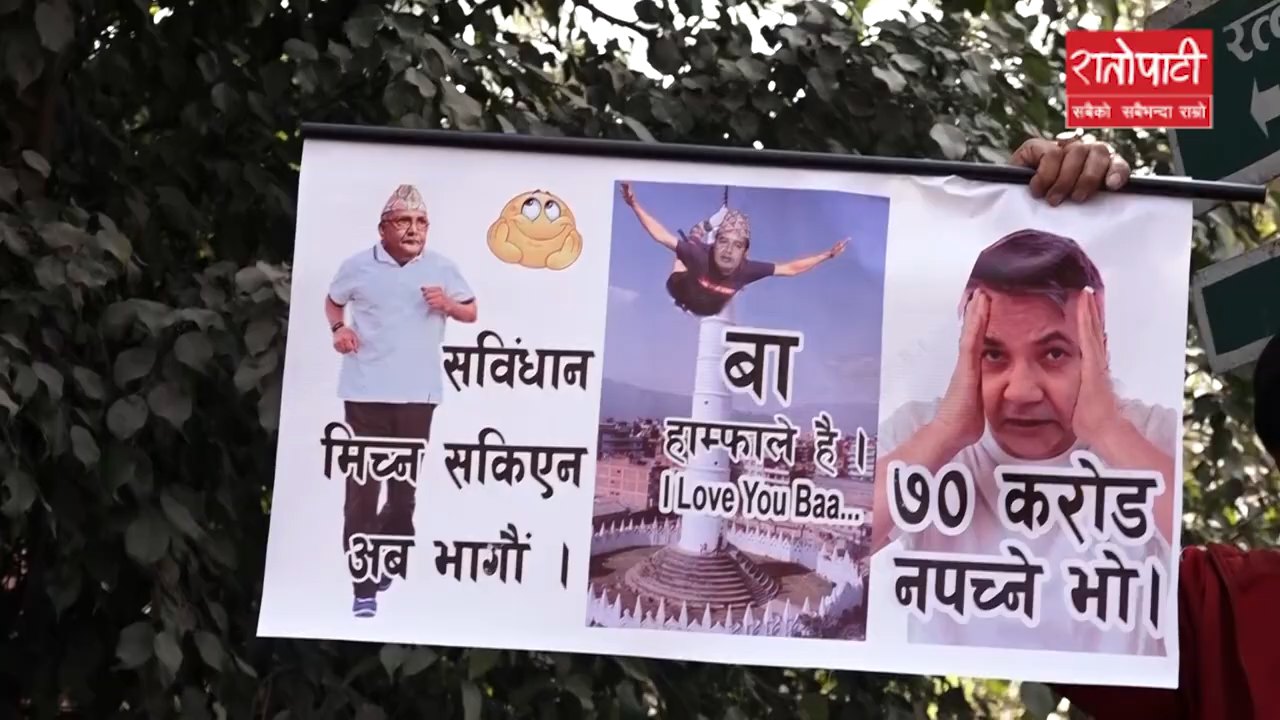 रातोपाटी
सबैको सबैभन्दा राम्रो
सविंधान
मिच्न सकिएन
अब भागौं ।
बा
हाम्फाले है ।
I Love You Baa...
७० करोड
नपच्ने भो।